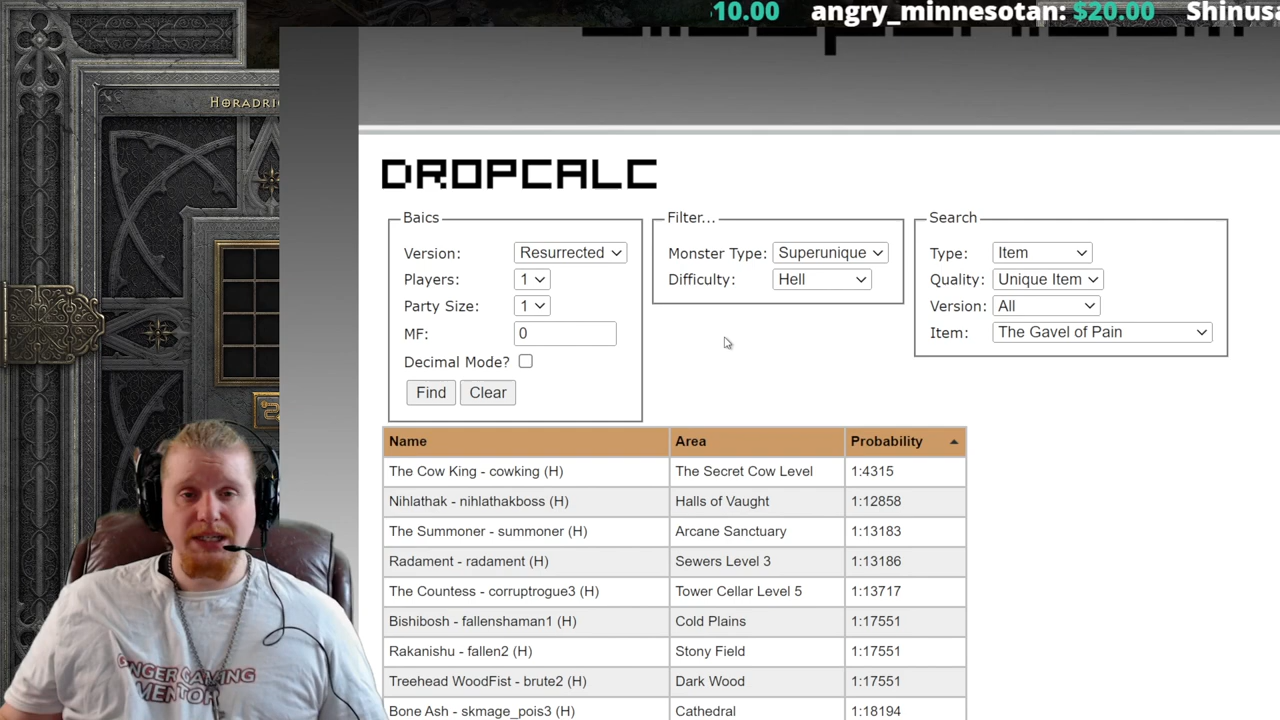 10.00 angry_minnesotan: $20.00 Shinus
HORADRI
DROPCALC
Baics
Version: Resurrected
Players: 1
Party Size: 1
MF: 0
Decimal Mode?
Find Clear
Filter...
Monster Type: Superunique
Difficulty: Hell
Search
Type: Item
Quality: Unique Item
Version: All
Item: The Gavel of Pain
Name Area Probability
The Cow King - cowking (H) The Secret Cow Level 1:4315
Nihlathak - nihlathakboss (H) Halls of Vaught 1:12858
The Summoner - summoner (H) Arcane Sanctuary 1:13183
Radament - radament (H) Sewers Level 3 1:13186
The Countess - corruptrogue3 (H) Tower Cellar Level 5 1:13717
Bishibosh - fallenshaman1 (H) Cold Plains 1:17551
Rakanishu - fallen2 (H) Stony Field 1:17551
Treehead WoodFist - brute2 (H) Dark Wood 1:17551
Bone Ash - skmage_pois3 (H) Cathedral 1:18194
GINGER GAMING
MENTOR